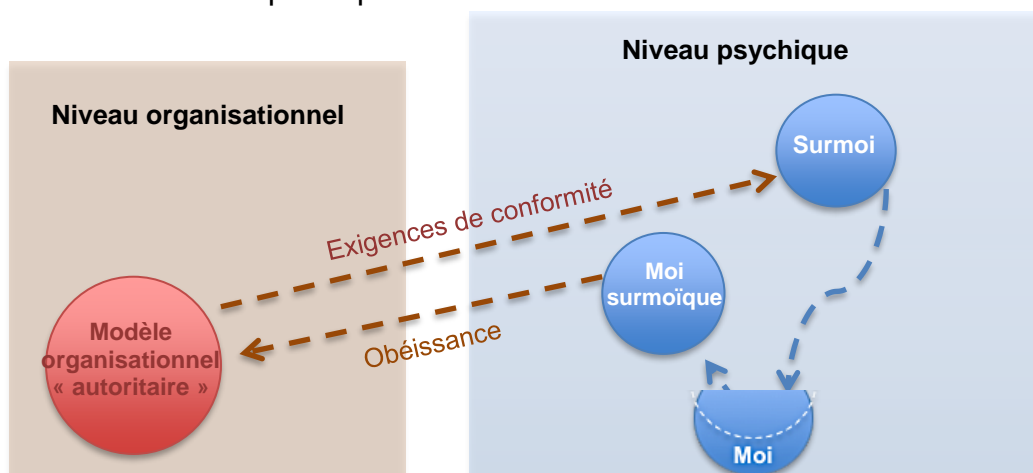 Niveau psychique
Niveau organisationnel
Surmoi
Exigences de conformité
Moi
surmoïque
Modèle
organisationnel
« autoritaire »
Obéissance
Moi